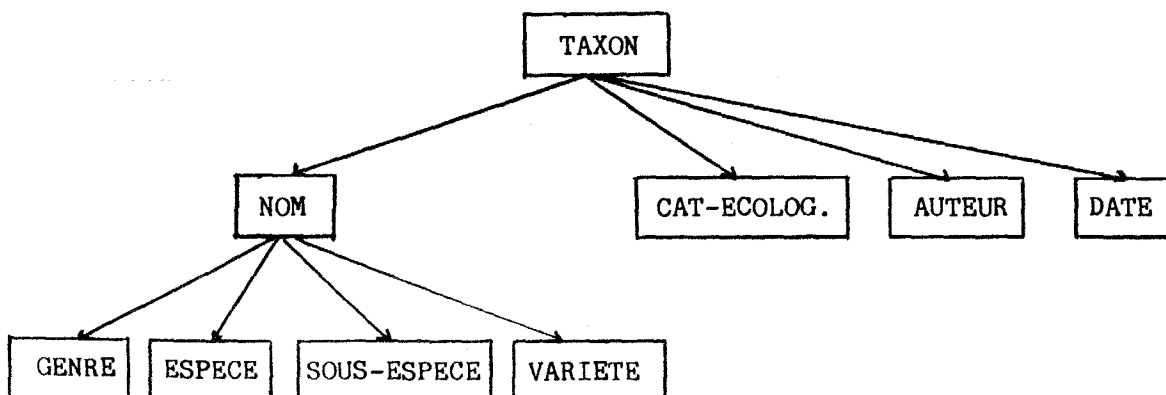 TAXON
NOM CAT-ECOLOG. AUTEUR DATE
GENRE ESPECE SOUS-ESPECE VARIETE